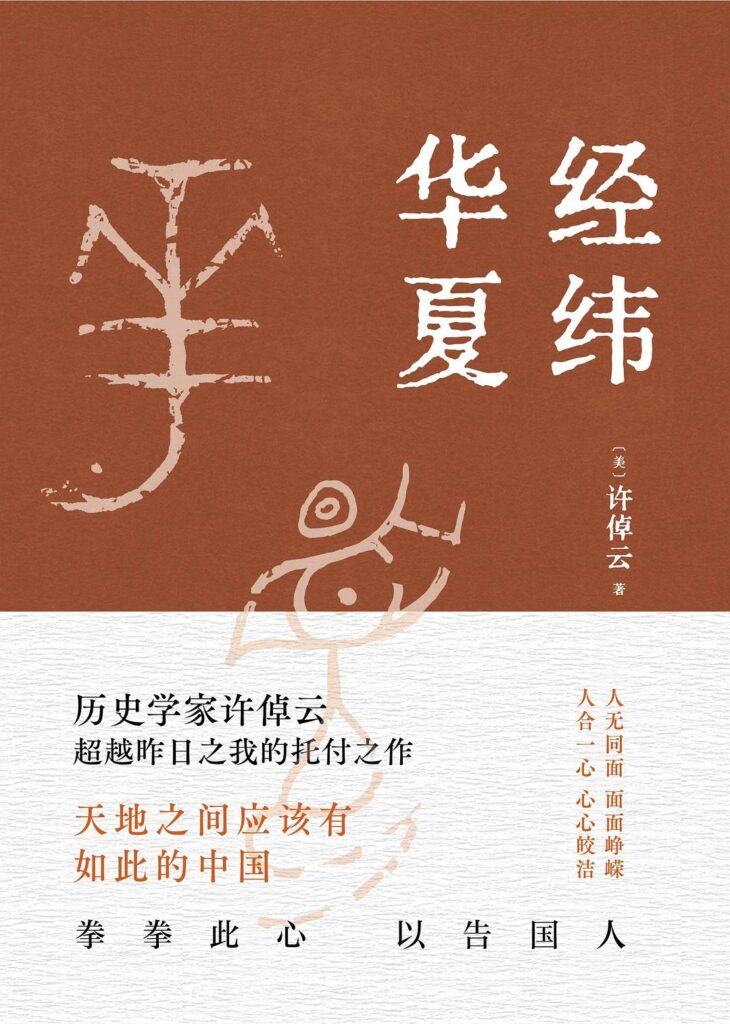 经纬
华夏
〔美〕许倬云 著
历史学家许倬云
超越昨日之我的托付之作
天地之间应该有
如此的中国
人无同面 面面峥嵘
人合一心 心心皎洁
拳拳此心 以告国人